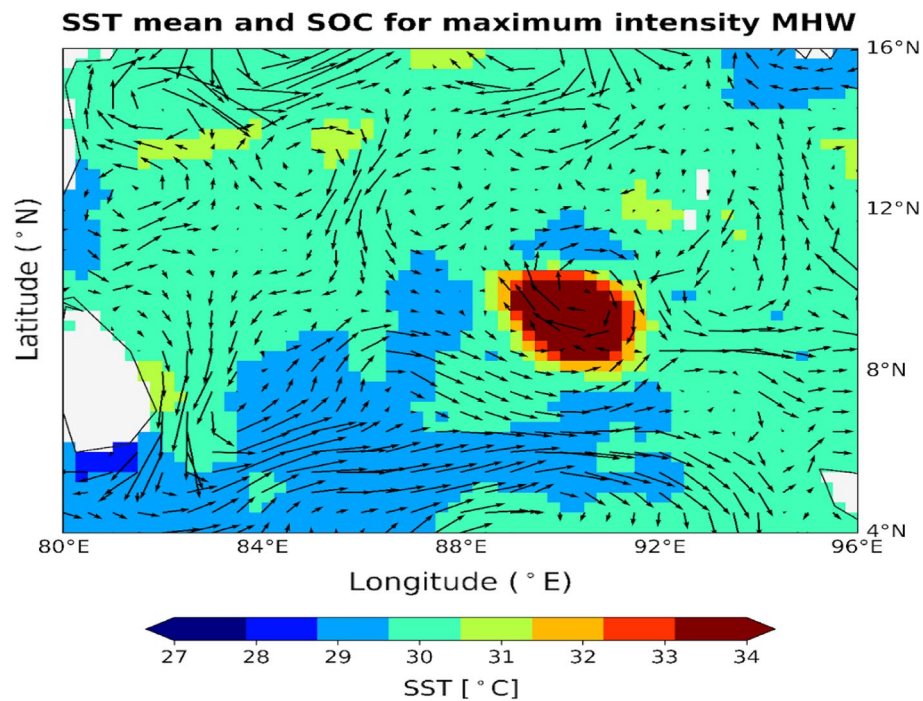 SST mean and SOC for maximum intensity MHW
16°N
12°N
8°N
4°N
Latitude (°N)
80°E 84°E 88°E 92°E 96°E
Longitude (°E)
27 28 29 30 31 32 33 34
SST [°C]